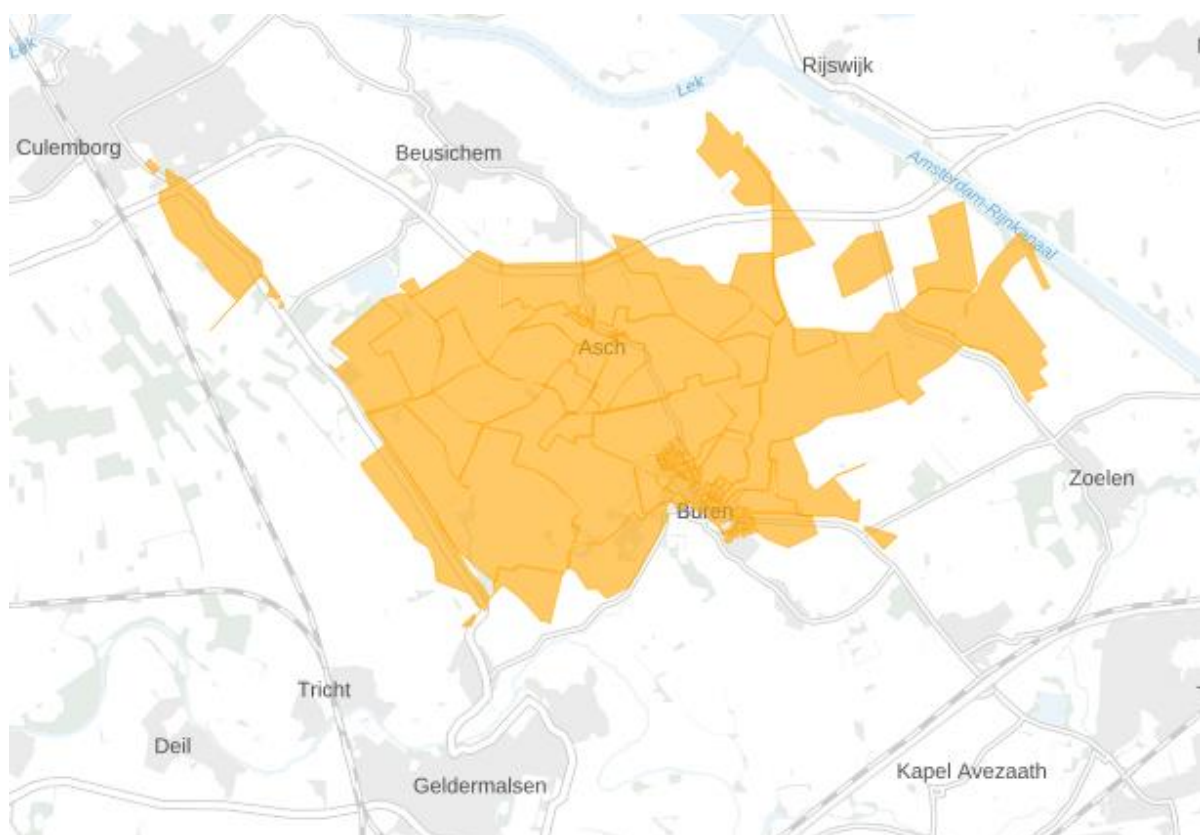 Lek
Rijswijk
Lek
Culemborg
Beusichem
Amsterdam-Rijnkanaal
Asch
Zoelen
Buren
Tricht
Deil
Kapel Avezaath
Geldermalsen